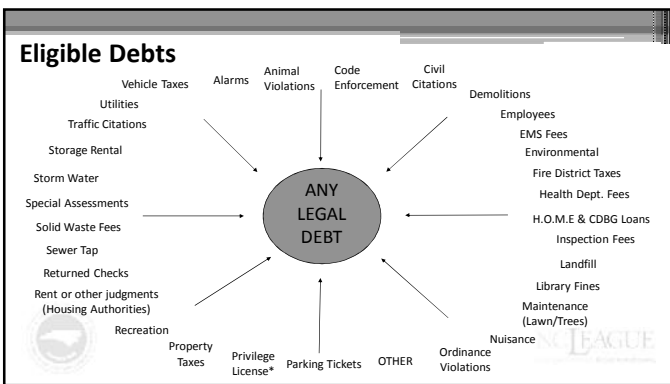 Eligible Debts
Vehicle Taxes
Alarms
Animal
Violations
Code
Enforcement
Civil
Citations
Demolitions
Employees
EMS Fees
Environmental
Fire District Taxes
Health Dept. Fees
H.O.M.E & CDBG Loans
Inspection Fees
Landfill
Library Fines
Maintenance
(Lawn/Trees)
Nuisance
Ordinance
Violations
OTHER
Parking Tickets
Privilege
License*
Property
Taxes
Recreation
Rent or other judgments
(Housing Authorities)
Returned Checks
Sewer Tap
Solid Waste Fees
Special Assessments
Storm Water
Storage Rental
Traffic Citations
Utilities
ANY
LEGAL
DEBT
NC LEAGUE